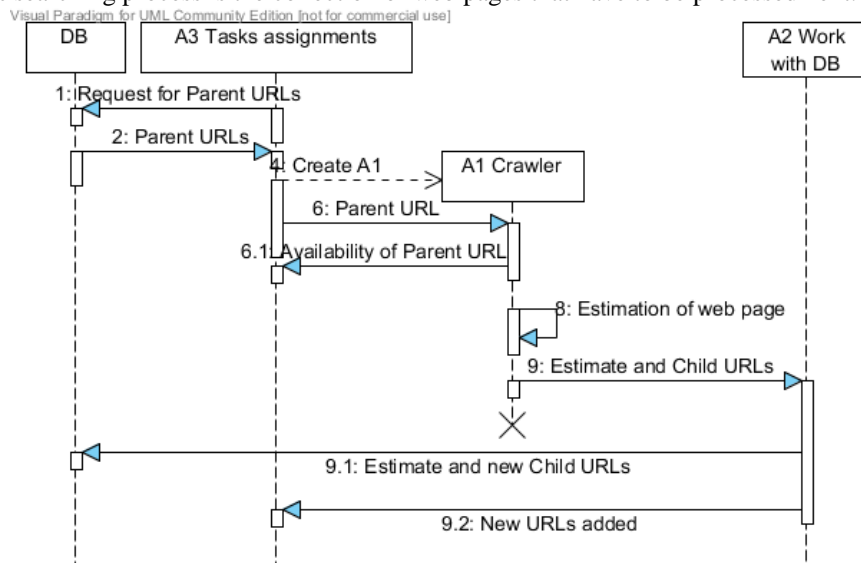 Visual Paradigm for UML Community Edition [not for commercial use]
DB
A3 Tasks assignments
A2 Work
with DB
1: Request for Parent URLs
2: Parent URLs
4: Create A1
A1 Crawler
6: Parent URL
6.1: Availability of Parent URL
8: Estimation of web page
9: Estimate and Child URLs
9.1: Estimate and new Child URLs
9.2: New URLs added